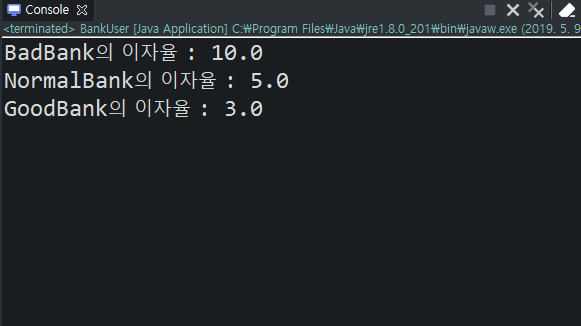 Console
<terminated> BankUser [Java Application] C:₩Program Files₩Java₩jre1.8.0_201₩bin₩javaw.exe (2019. 5. 9
BadBank의 이자율 : 10.0
NormalBank의 이자율 : 5.0
GoodBank의 이자율 : 3.0